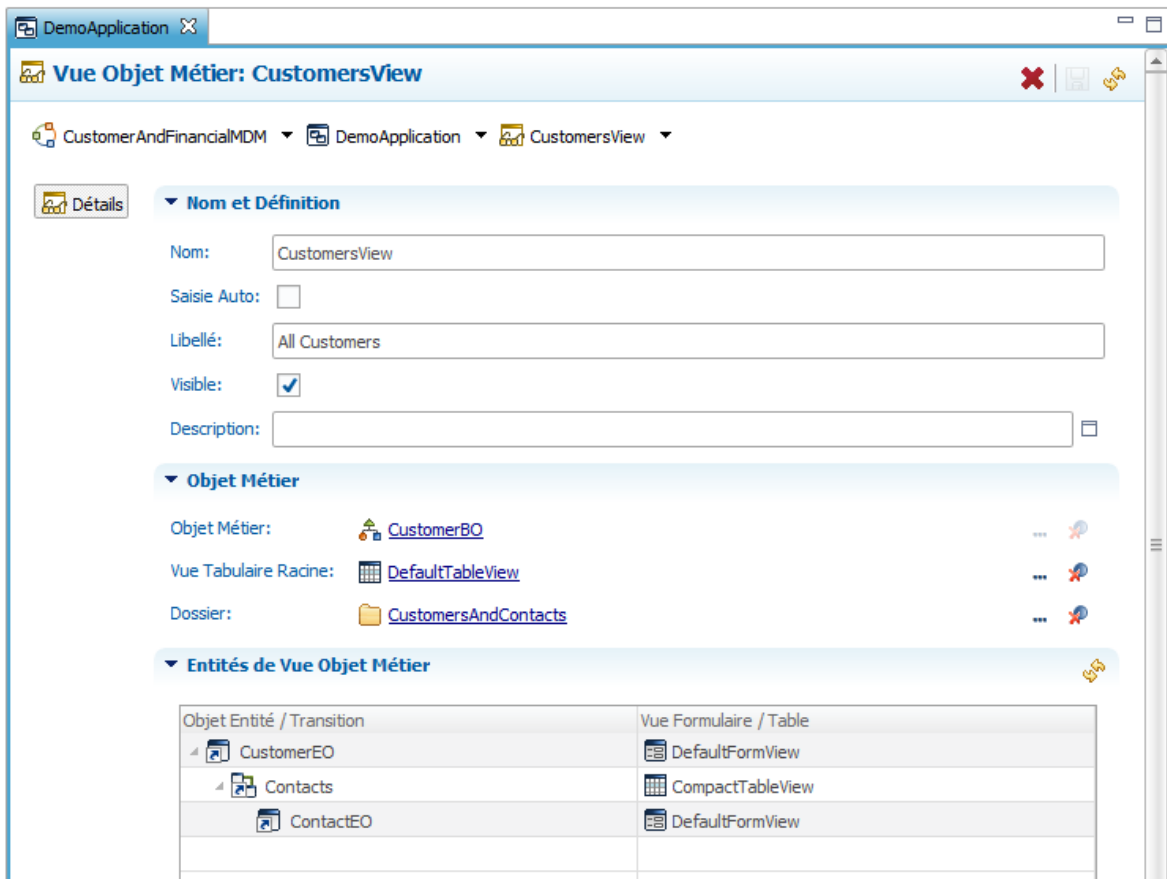 DemoApplication
Vue Objet Métier: CustomersView
CustomerAndFinancialMDM DemoApplication CustomersView
Détails
Nom et Définition
Nom: CustomersView
Saisie Auto:
Libellé: All Customers
Visible:
Description:
Objet Métier
Objet Métier: CustomerBO ...
Vue Tabulaire Racine: DefaultTableView ...
Dossier: CustomersAndContacts ...
Entités de Vue Objet Métier
Objet Entité / Transition Vue Formulaire / Table
CustomerEO DefaultFormView
Contacts CompactTableView
ContactEO DefaultFormView